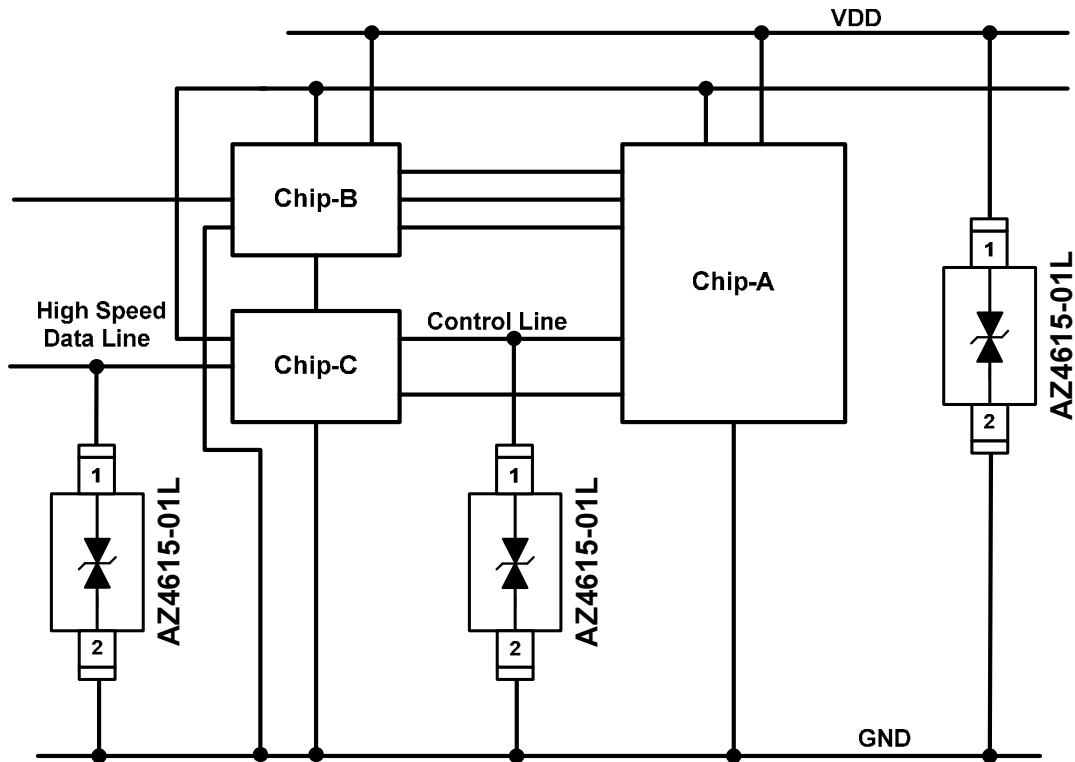 VDD
Chip-B
Chip-A
1
High Speed
Data Line
Control Line
Chip-C
AZ4615-01L
2
1
AZ4615-01L
2
1
AZ4615-01L
2
GND